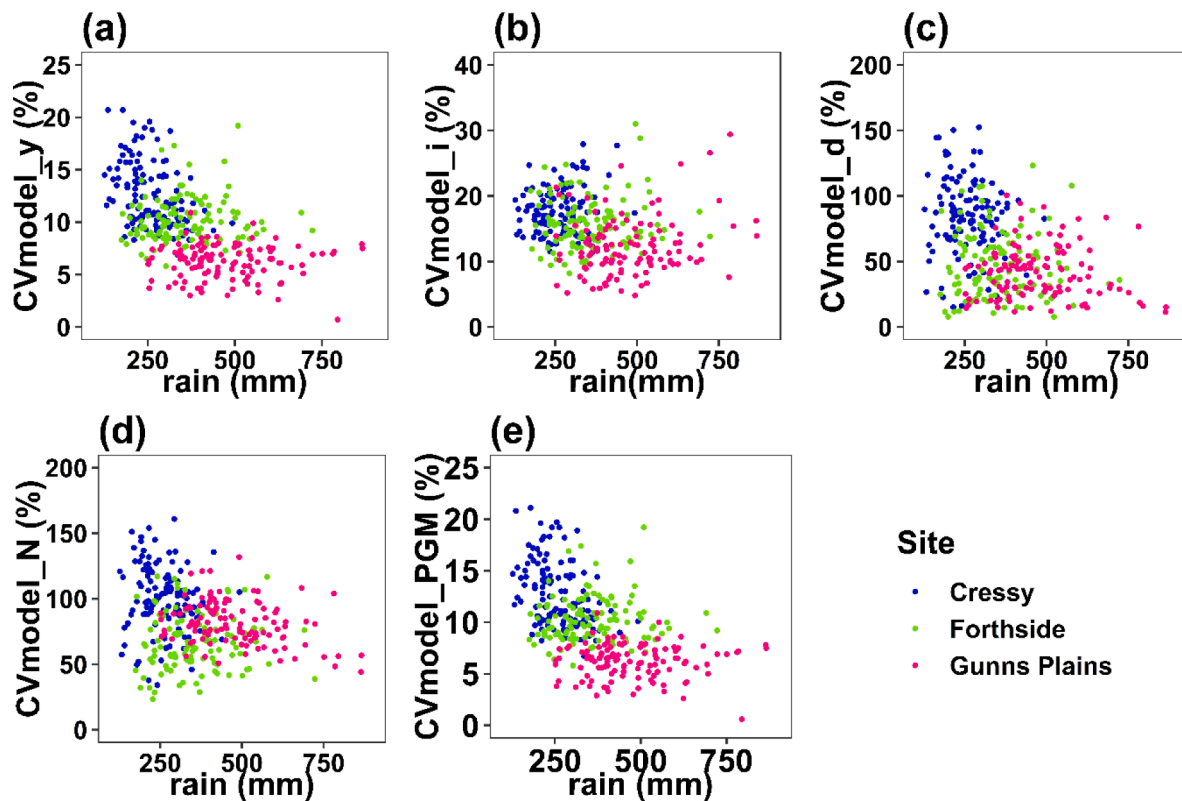 (a)
CVmodel_y (%)
25
20
15
10
5
0
250 500 750
rain (mm)
(b)
CVmodel_i (%)
40
30
20
10
0
250 500 750
rain(mm)
(c)
CVmodel_d (%)
200
150
100
50
0
250 500 750
rain (mm)
(d)
CVmodel_N (%)
200
150
100
50
0
250 500 750
rain (mm)
(e)
CVmodel_PGM (%)
25
20
15
10
5
0
250 500 750
rain (mm)
Site
Cressy
Forthside
Gunns Plains